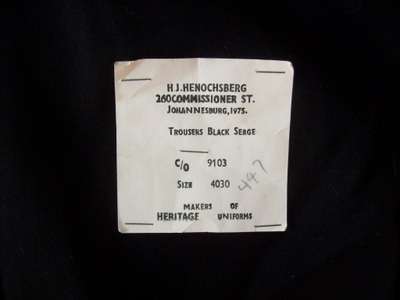 H.J.HENOCHSBERG
260COMMISSIONER ST.
JOHANNESBURG,1975.
TROUSERS BLACK SERGE
C/O 9103
SIZE 4030
447
MAKERS OF
HERITAGE UNIFORMS